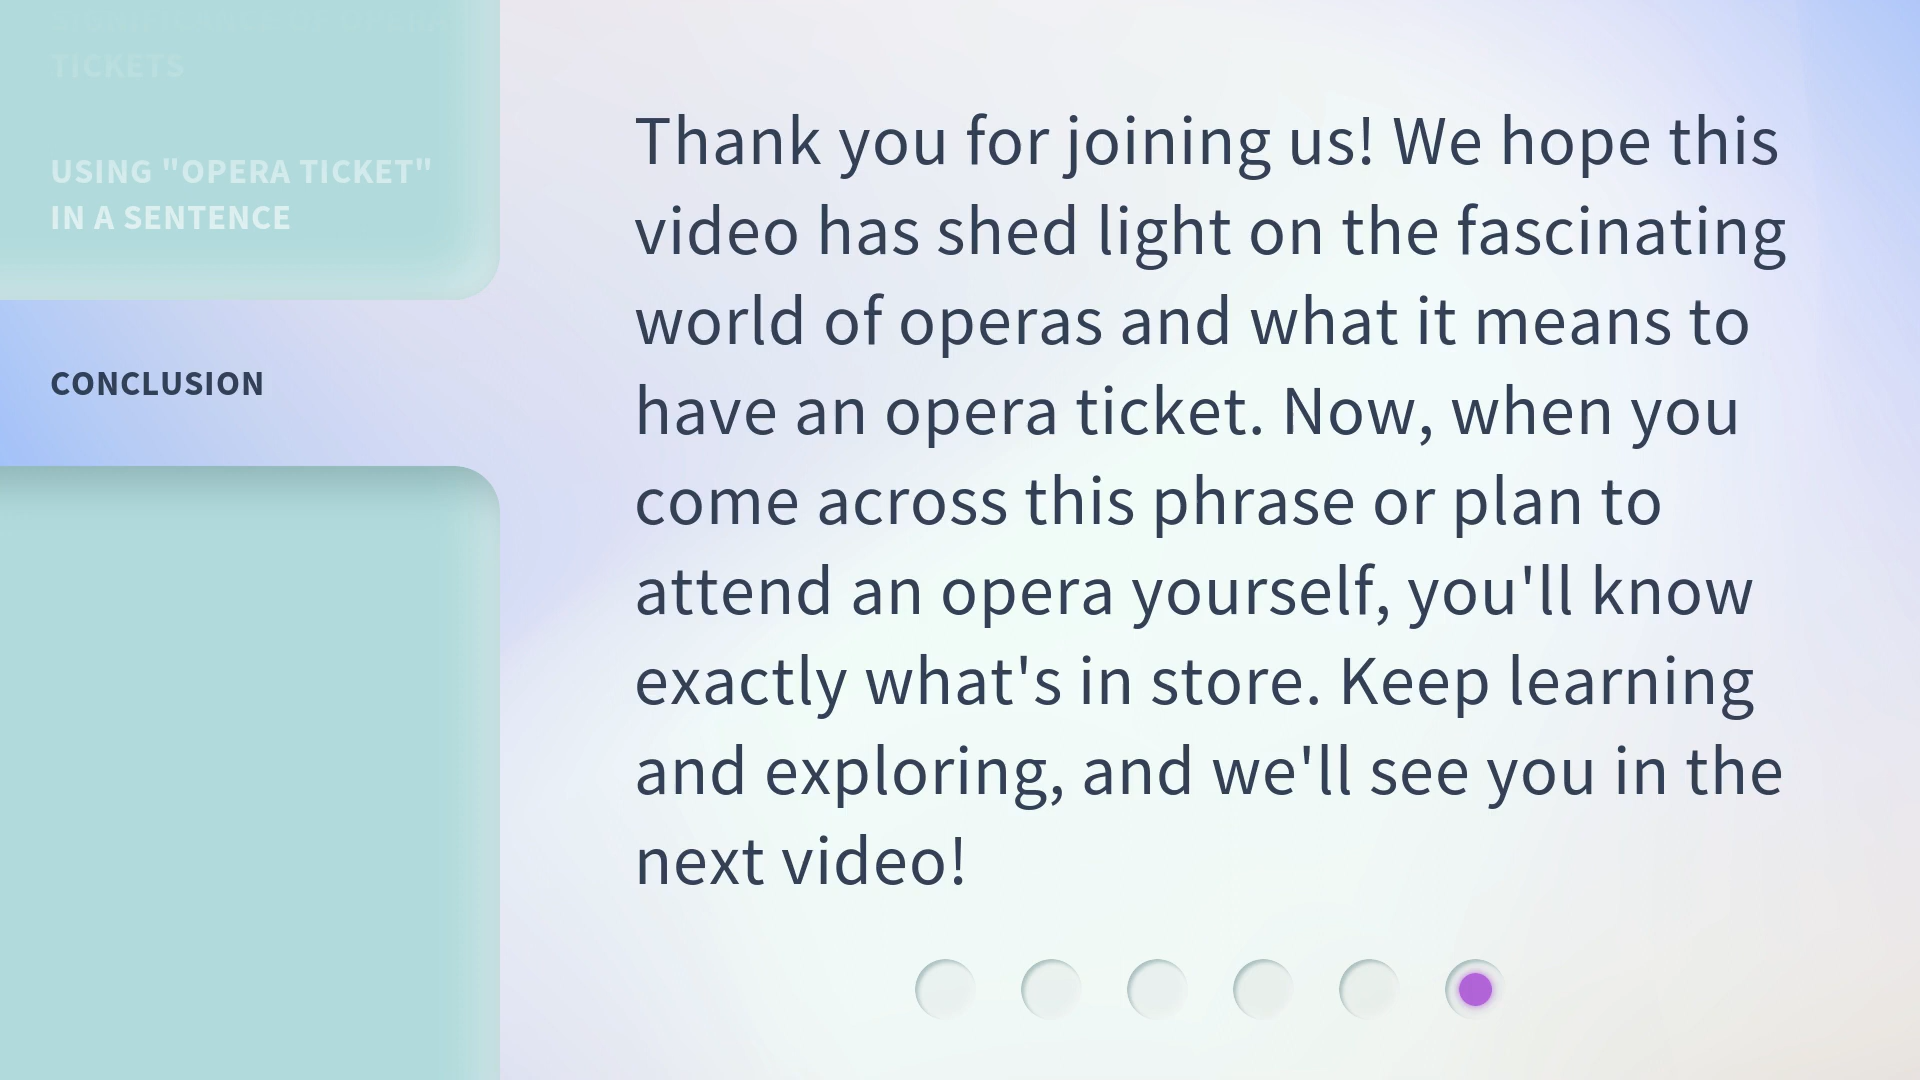 SIGNIFICANCE OF OPERA
TICKETS
USING "OPERA TICKET"
IN A SENTENCE
CONCLUSION
Thank you for joining us! We hope this
video has shed light on the fascinating
world of operas and what it means to
have an opera ticket. Now, when you
come across this phrase or plan to
attend an opera yourself, you'll know
exactly what's in store. Keep learning
and exploring, and we'll see you in the
next video!